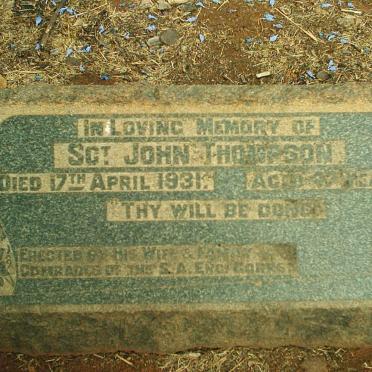 IN LOVING MEMORY OF
SGT. JOHN THOMPSON
DIED 17TH APRIL 1931.
"THY WILL BE DONE"
ERECTED BY HIS WIFE &
COMRADES OF THE S.A. ENG. CORPS.